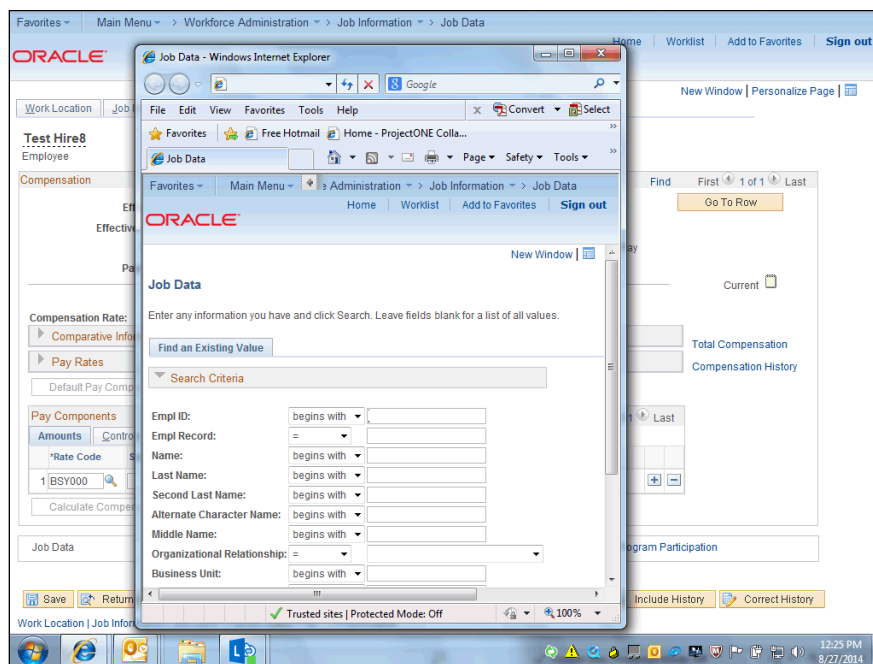 Favorites Main Menu > Workforce Administration > Job Information > Job Data
Home Worklist Add to Favorites Sign out
ORACLE
New Window | Personalize Page |
Work Location
Test Hire8
Employee
Compensation
Find First 1 of 1 Last
Go To Row
Current
Compensation Rate:
Comparative
Pay Rates
Total Compensation
Compensation History
Default Pay
Pay Components
Last
Amounts
*Rate Code
1 BSY000
Calculate
Job Data
Participation
Save Return
Include History Correct History
Work Location | Job
Job Data - Windows Internet Explorer
Google
File Edit View Favorites Tools Help
x Convert Select
Favorites Free Hotmail Home - ProjectONE Colla...
Job Data
Page Safety Tools
Favorites Main Menu Administration > Job Information > Job Data
Home Worklist Add to Favorites Sign out
ORACLE
New Window |
Job Data
Enter any information you have and click Search. Leave fields blank for a list of all values.
Find an Existing Value
Search Criteria
Empl ID: begins with
Empl Record: =
Name: begins with
Last Name: begins with
Second Last Name: begins with
Alternate Character Name: begins with
Middle Name: begins with
Organizational Relationship: =
Business Unit: begins with
Trusted sites | Protected Mode: Off
100%
12:25 PM
8/27/2014